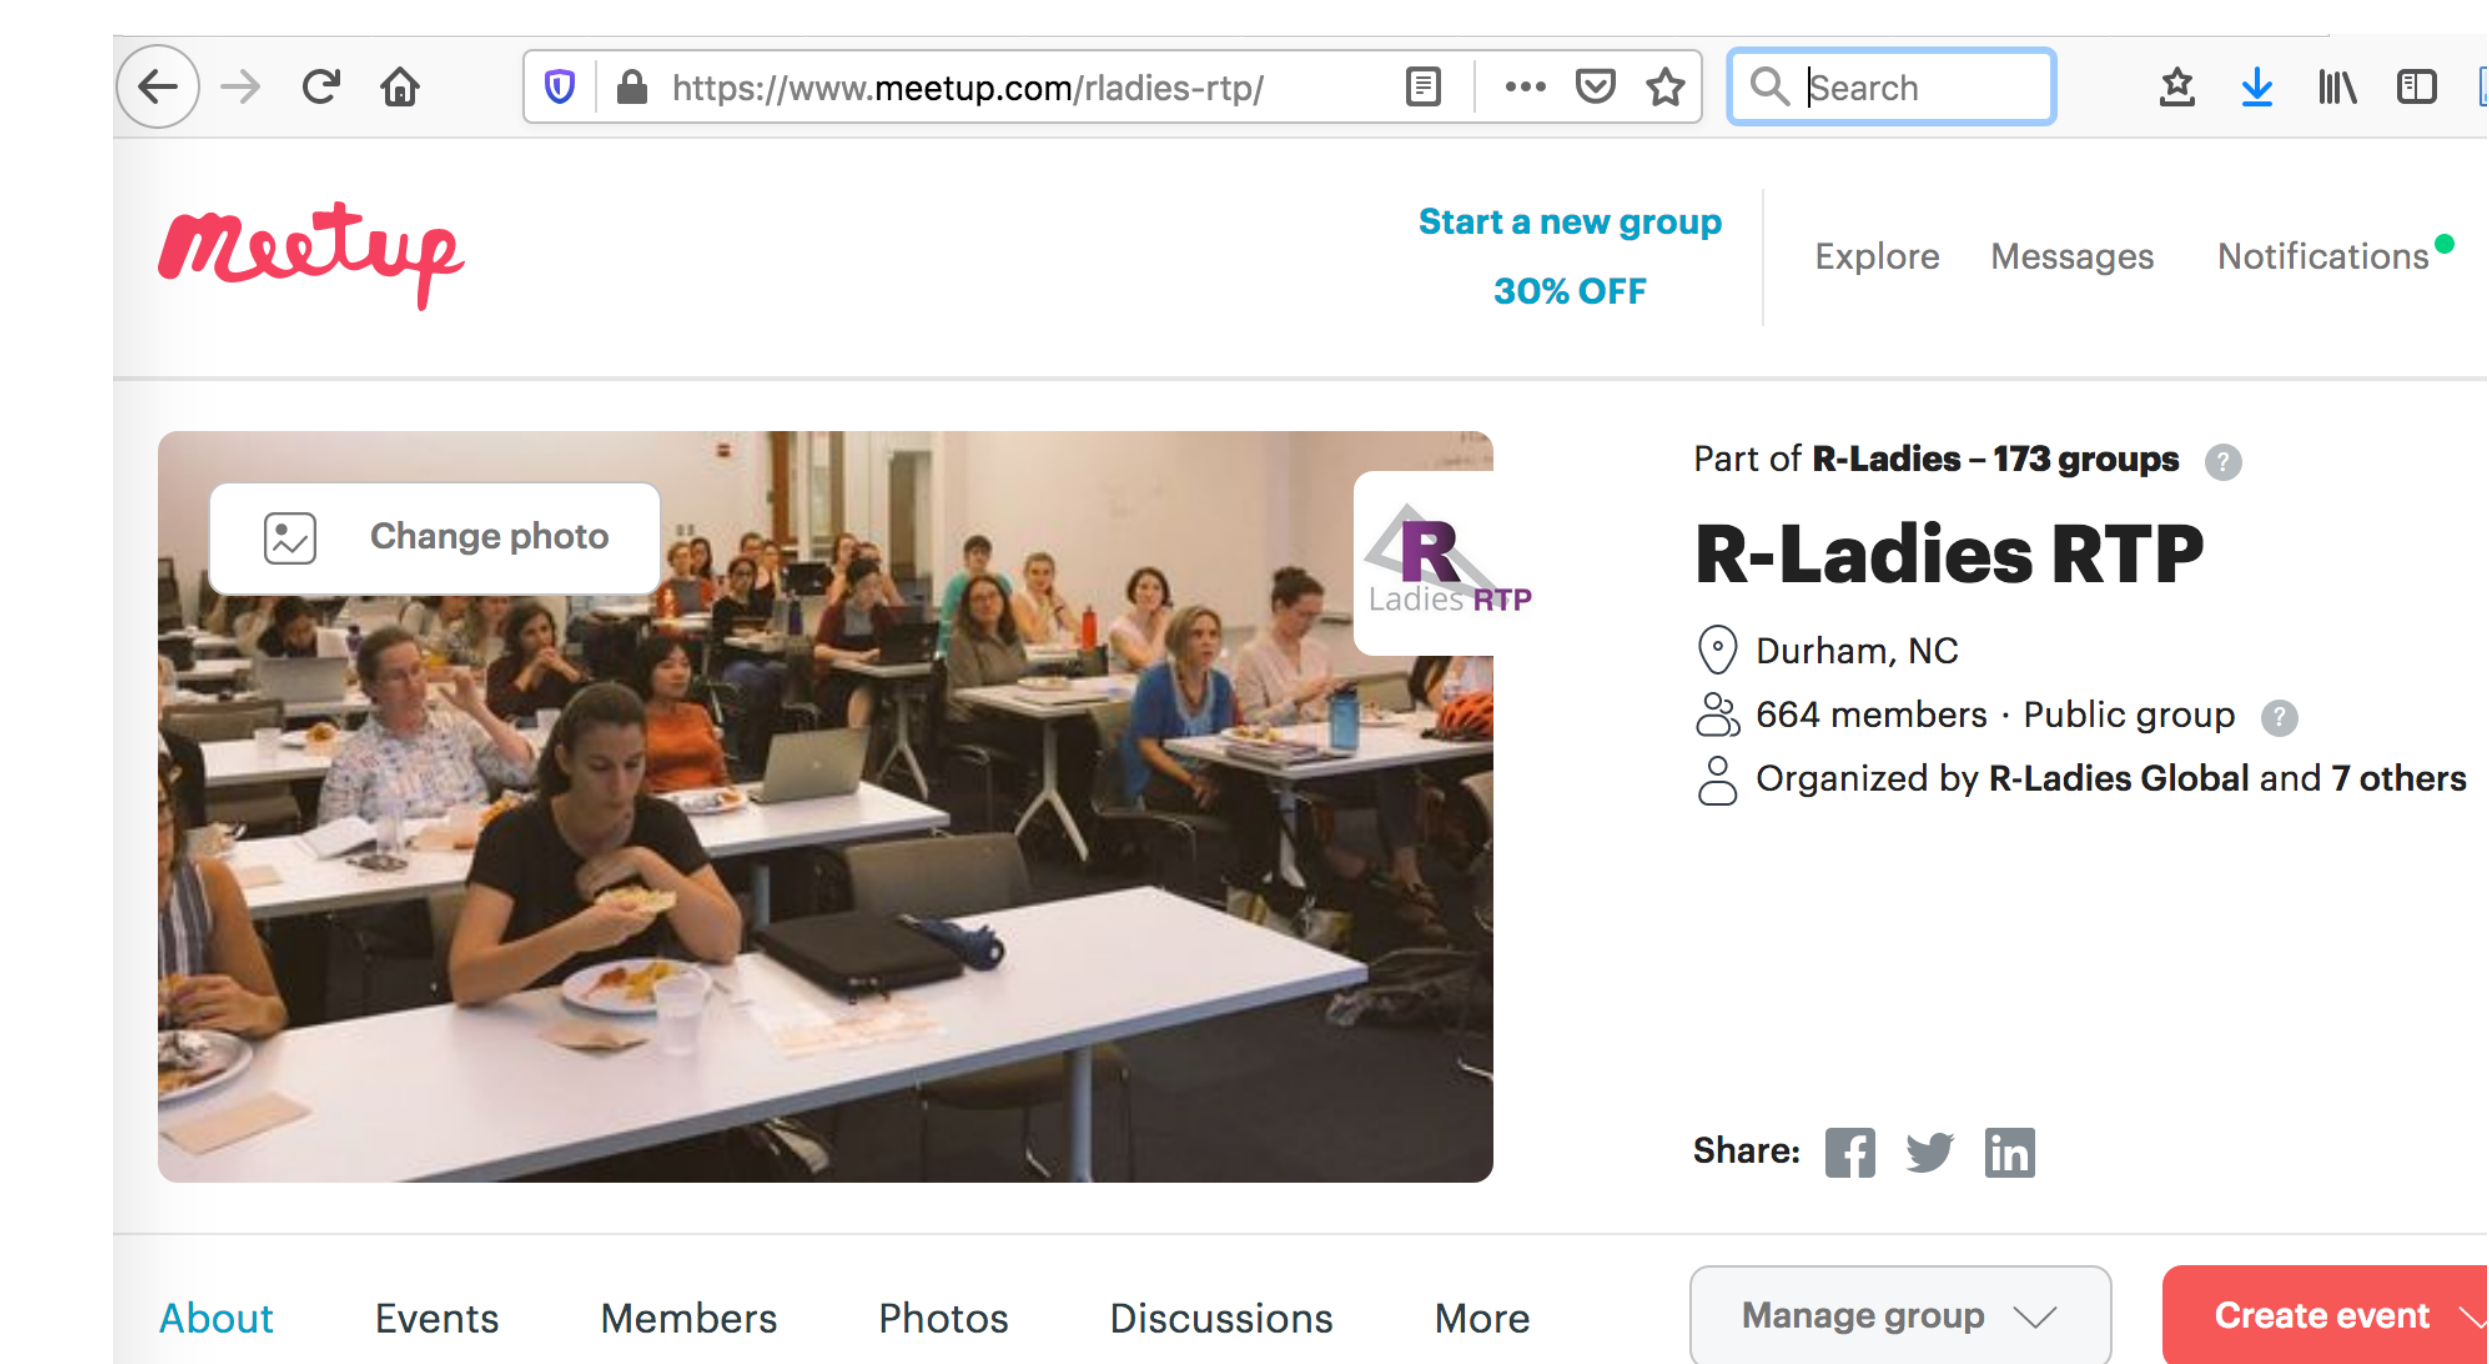 https://www.meetup.com/rladies-rtp/
Search
meetup
Start a new group
30% OFF
Explore
Messages
Notifications
Change photo
R
Ladies RTP
Part of R-Ladies – 173 groups ?
R-Ladies RTP
Durham, NC
664 members · Public group ?
Organized by R-Ladies Global and 7 others
Share:
About
Events
Members
Photos
Discussions
More
Manage group
Create event